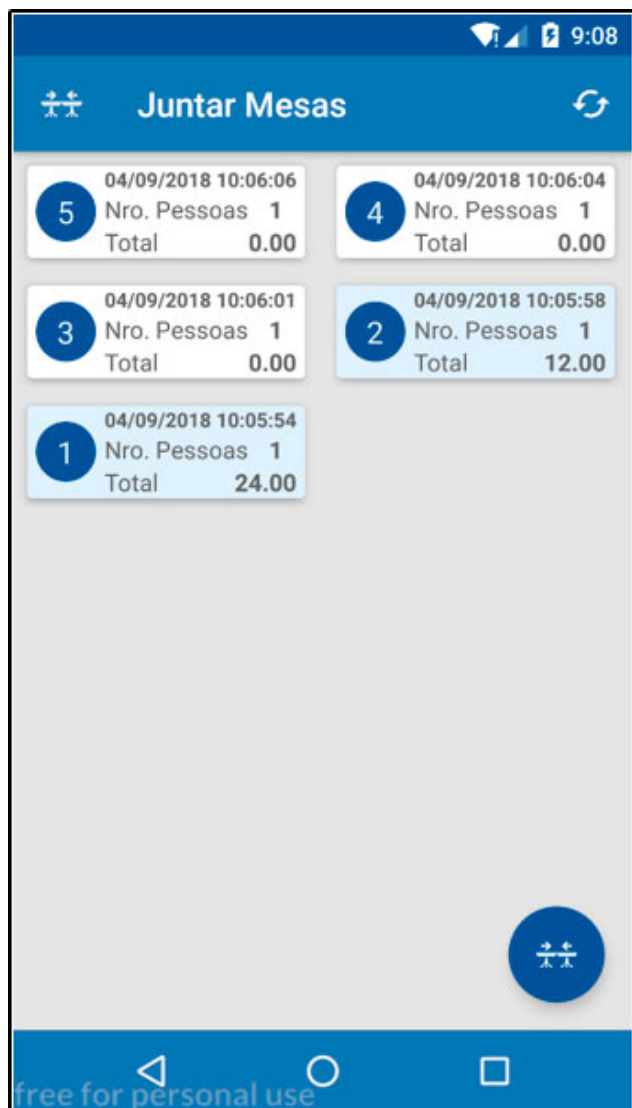 9:08
Juntar Mesas
5
04/09/2018 10:06:06
Nro. Pessoas 1
Total 0.00
4
04/09/2018 10:06:04
Nro. Pessoas 1
Total 0.00
3
04/09/2018 10:06:01
Nro. Pessoas 1
Total 0.00
2
04/09/2018 10:05:58
Nro. Pessoas 1
Total 12.00
1
04/09/2018 10:05:54
Nro. Pessoas 1
Total 24.00
free for personal use